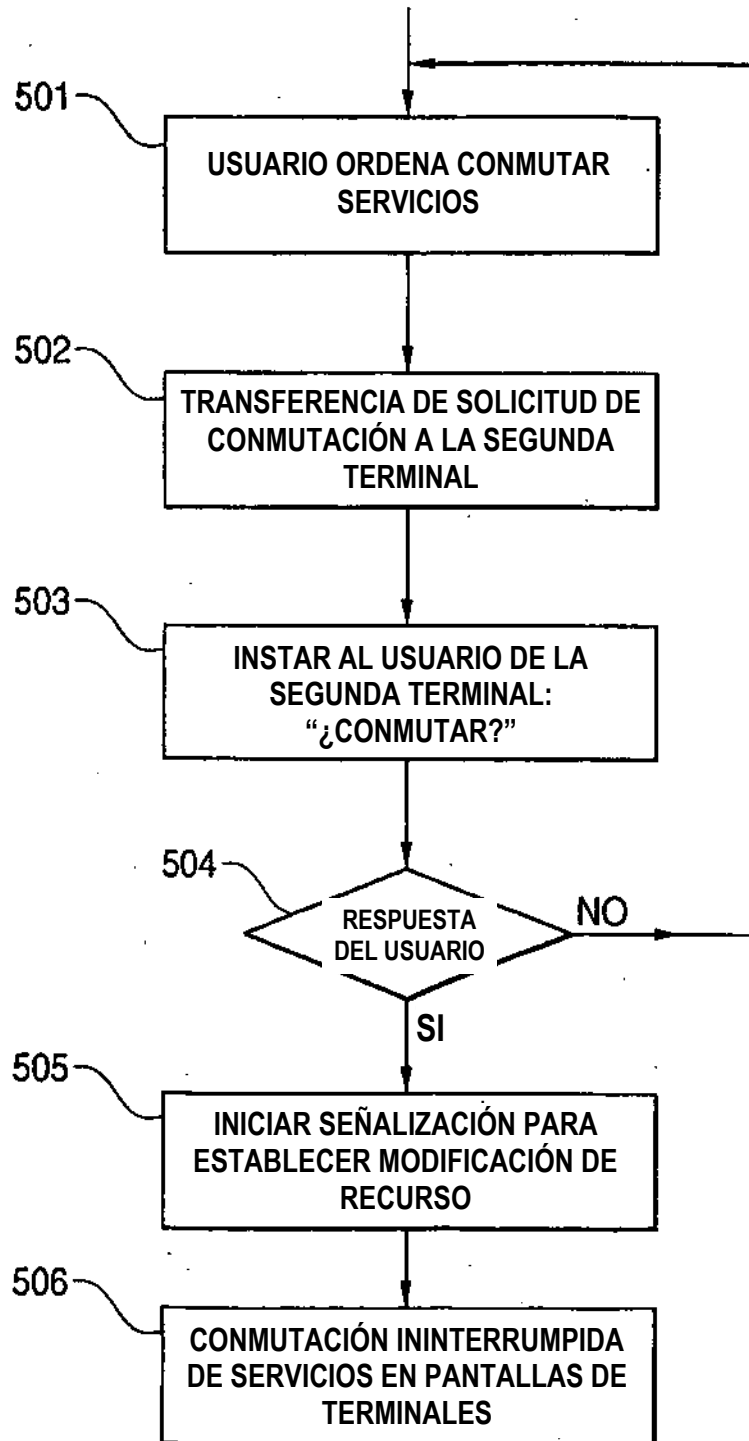 501
USUARIO ORDENA CONMUTAR
SERVICIOS
502
TRANSFERENCIA DE SOLICITUD DE
CONMUTACIÓN A LA SEGUNDA
TERMINAL
503
INSTAR AL USUARIO DE LA
SEGUNDA TERMINAL:
“¿CONMUTAR?”
504
RESPUESTA
DEL USUARIO
NO
SI
505
INICIAR SEÑALIZACIÓN PARA
ESTABLECER MODIFICACIÓN DE
RECURSO
506
CONMUTACIÓN ININTERRUMPIDA
DE SERVICIOS EN PANTALLAS DE
TERMINALES